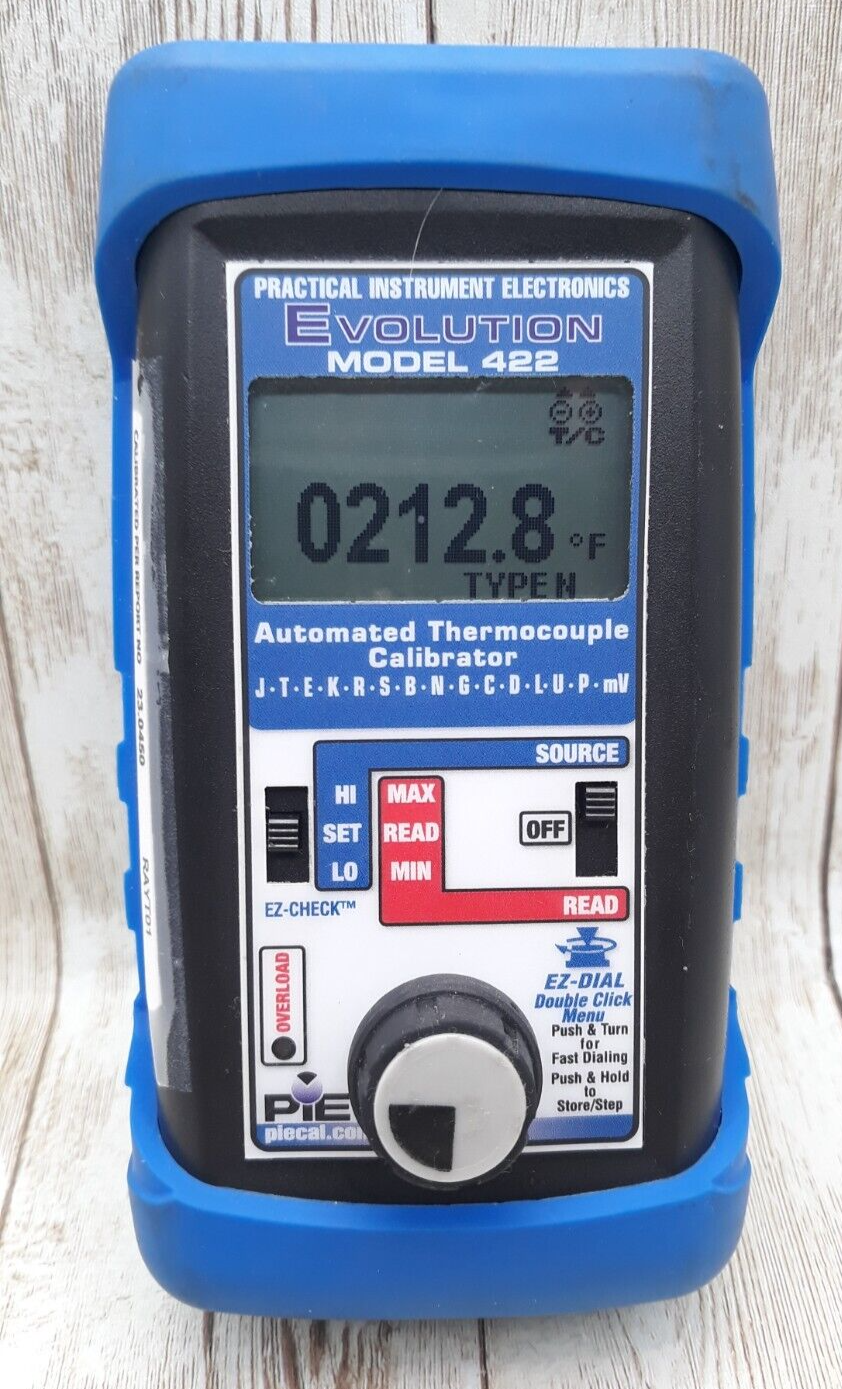 PRACTICAL INSTRUMENT ELECTRONICS
EVOLUTION
MODEL 422
T/C
0212.8 °F
TYPE N
Automated Thermocouple
Calibrator
J·T·E·K·R·S·B·N·G·C·D·L·U·P·mV
SOURCE
HI MAX
SET READ OFF
LO MIN
EZ-CHECK™ READ
OVERLOAD
EZ-DIAL
Double Click
Menu
Push & Turn
for
Fast Dialing
Push & Hold
to
Store/Step
PIE
piecal.com
CALIBRATED PER REPORT NO 23.0450 RAYT01